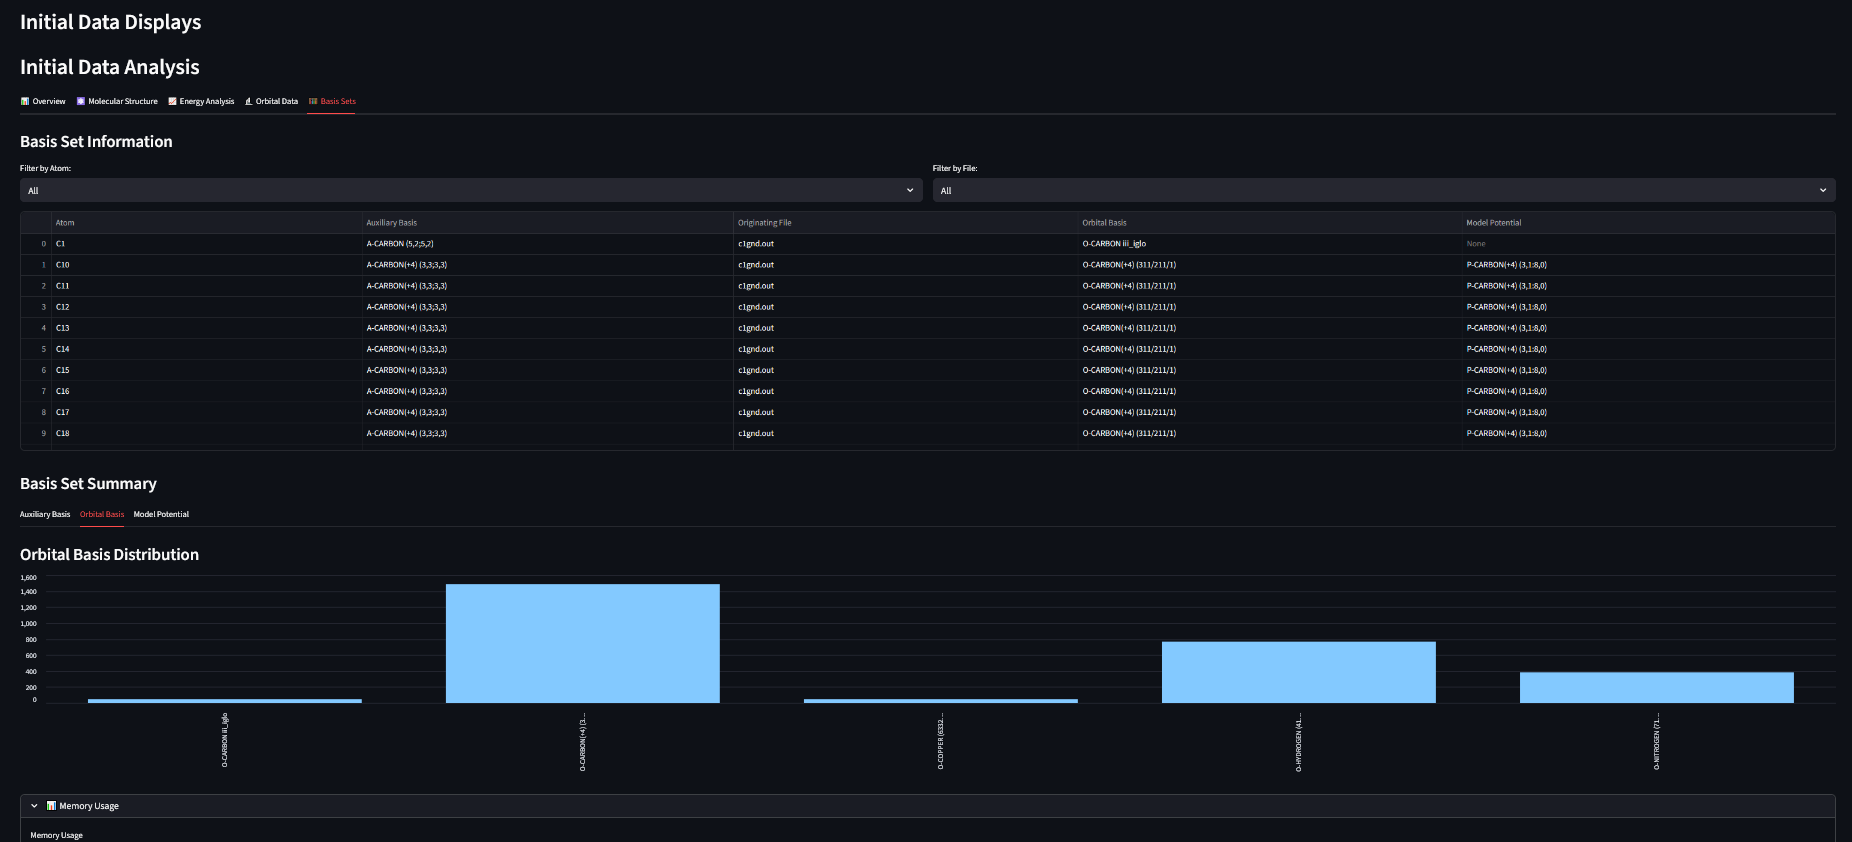 Initial Data Displays
Initial Data Analysis
Overview Molecular Structure Energy Analysis Orbital Data Basis Sets
Basis Set Information
Filter by Atom: Filter by File:
All All
Atom Auxiliary Basis Originating File Orbital Basis Model Potential
0 C1 A-CARBON (5,2;5,2) c1gnd.out O-CARBON iii_iglo None
1 C10 A-CARBON(+4) (3,3;3,3) c1gnd.out O-CARBON(+4) (311/211/1) P-CARBON(+4) (3,1:8,0)
2 C11 A-CARBON(+4) (3,3;3,3) c1gnd.out O-CARBON(+4) (311/211/1) P-CARBON(+4) (3,1:8,0)
3 C12 A-CARBON(+4) (3,3;3,3) c1gnd.out O-CARBON(+4) (311/211/1) P-CARBON(+4) (3,1:8,0)
4 C13 A-CARBON(+4) (3,3;3,3) c1gnd.out O-CARBON(+4) (311/211/1) P-CARBON(+4) (3,1:8,0)
5 C14 A-CARBON(+4) (3,3;3,3) c1gnd.out O-CARBON(+4) (311/211/1) P-CARBON(+4) (3,1:8,0)
6 C15 A-CARBON(+4) (3,3;3,3) c1gnd.out O-CARBON(+4) (311/211/1) P-CARBON(+4) (3,1:8,0)
7 C16 A-CARBON(+4) (3,3;3,3) c1gnd.out O-CARBON(+4) (311/211/1) P-CARBON(+4) (3,1:8,0)
8 C17 A-CARBON(+4) (3,3;3,3) c1gnd.out O-CARBON(+4) (311/211/1) P-CARBON(+4) (3,1:8,0)
9 C18 A-CARBON(+4) (3,3;3,3) c1gnd.out O-CARBON(+4) (311/211/1) P-CARBON(+4) (3,1:8,0)
Basis Set Summary
Auxiliary Basis Orbital Basis Model Potential
Orbital Basis Distribution
1,600
1,400
1,200
1,000
800
600
400
200
0
O-CARBON iii_iglo
O-CARBON(+4) (3…
O-COPPER (6332…
O-HYDROGEN (41…
O-NITROGEN (71…
Memory Usage
Memory Usage